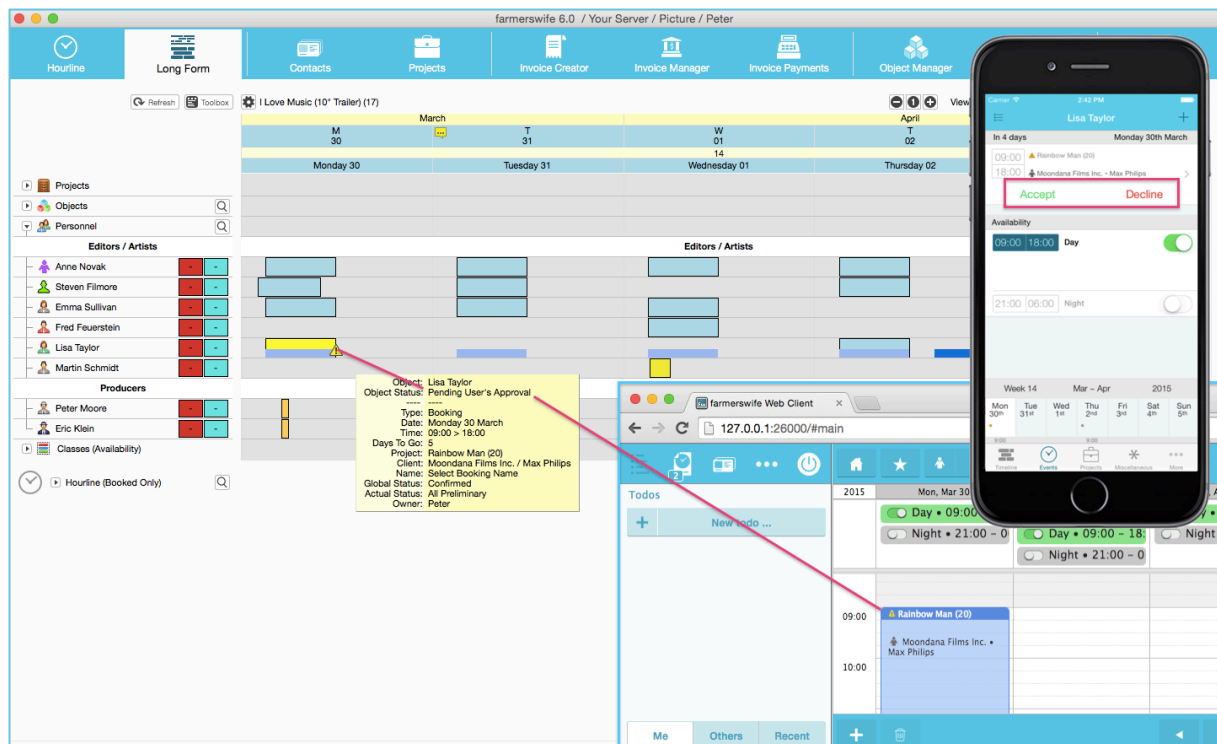 farmerswife 6.0 / Your Server / Picture / Peter
Hourline
Long Form
Contacts
Projects
Invoice Creator
Invoice Manager
Invoice Payments
Object Manager
Refresh
Toolbox
I Love Music (10" Trailer) (17)
1
View
March
April
M
T
W
T
30
31
01
02
14
Monday 30
Tuesday 31
Wednesday 01
Thursday 02
Projects
Objects
Personnel
Editors / Artists
Editors / Artists
Anne Novak
Steven Filmore
Emma Sullivan
Fred Feuerstein
Lisa Taylor
Martin Schmidt
Producers
Peter Moore
Eric Klein
Classes (Availability)
Hourline (Booked Only)
Object: Lisa Taylor
Object Status: Pending User's Approval
---- ----
Type: Booking
Date: Monday 30 March
Time: 09:00 > 18:00
Days To Go: 5
Project: Rainbow Man (20)
Client: Moondana Films Inc. / Max Philips
Name: Select Booking Name
Global Status: Confirmed
Actual Status: All Preliminary
Owner: Peter
farmerswife Web Client
127.0.0.1:26000/#main
2
Todos
New todo ...
Me
Others
Recent
2015
Mon, Mar 30
Day • 09:00
Night • 21:00 - 0
Day • 09:00 - 18:
Night • 21:00 - 0
Night
09:00
Rainbow Man (20)
Moondana Films Inc. •
Max Philips
10:00
Carrier
2:42 PM
Lisa Taylor
In 4 days
Monday 30th March
09:00
Rainbow Man (20)
18:00
Moondana Films Inc. • Max Philips
Accept
Decline
Availability
09:00 18:00 Day
21:00 06:00 Night
Week 14
Mar – Apr
2015
Mon
Tue
Wed
Thu
Fri
Sat
Sun
30th
31st
1st
2nd
3rd
4th
5th
9:00
9:00
Timeline
Events
Projects
Miscellaneous
More